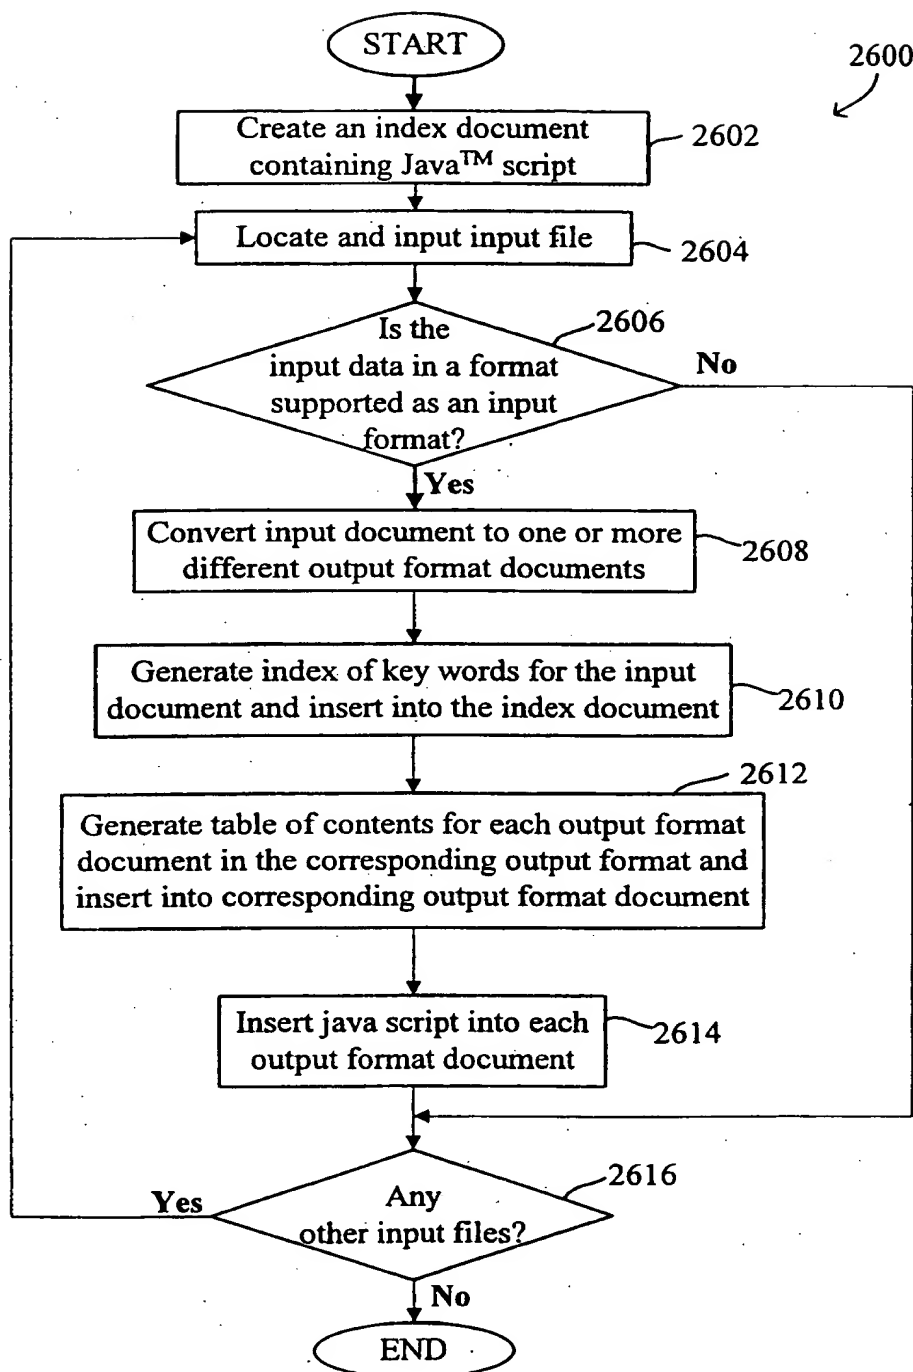 START
2600
Create an index document
containing Java™ script
2602
Locate and input input file
2604
Is the
input data in a format
supported as an input
format?
2606
No
Yes
Convert input document to one or more
different output format documents
2608
Generate index of key words for the input
document and insert into the index document
2610
2612
Generate table of contents for each output format
document in the corresponding output format and
insert into corresponding output format document
Insert java script into each
output format document
2614
Any
other input files?
2616
Yes
No
END